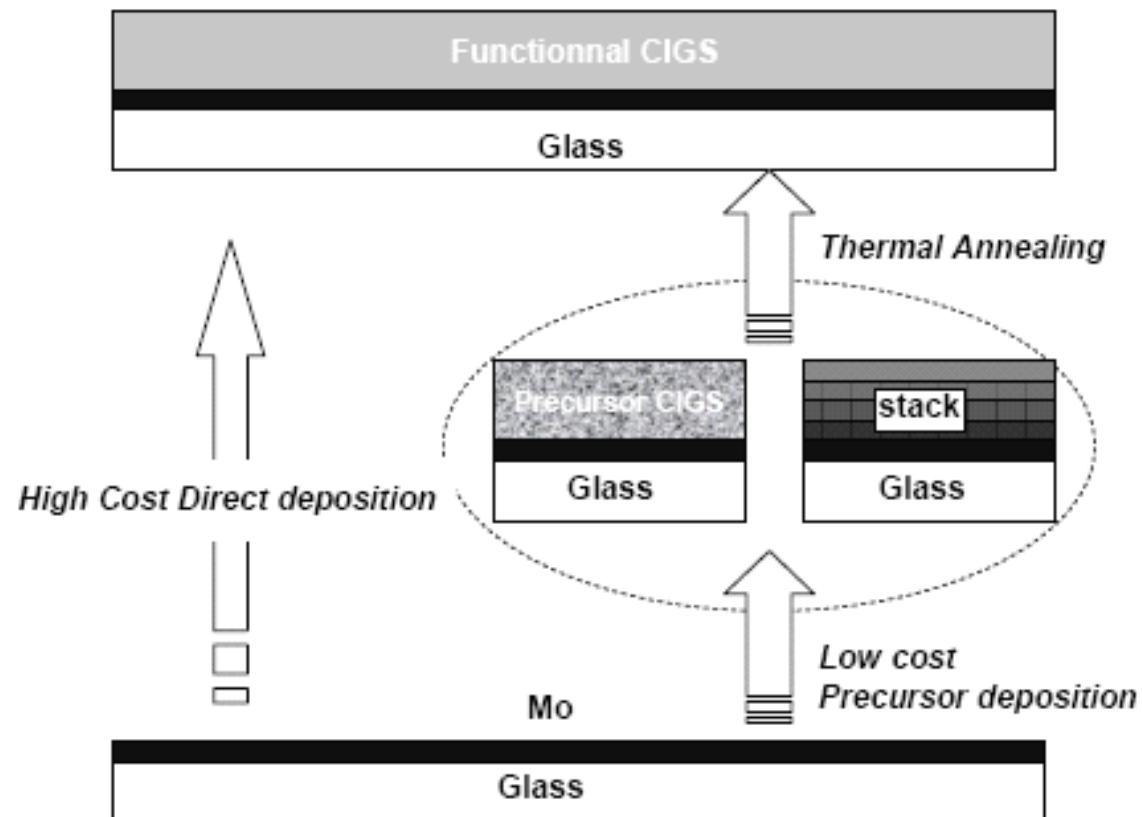 Functionnal CIGS
Glass
Thermal Annealing
Precursor CIGS
stack
Glass
Glass
High Cost Direct deposition
Low cost
Precursor deposition
Mo
Glass